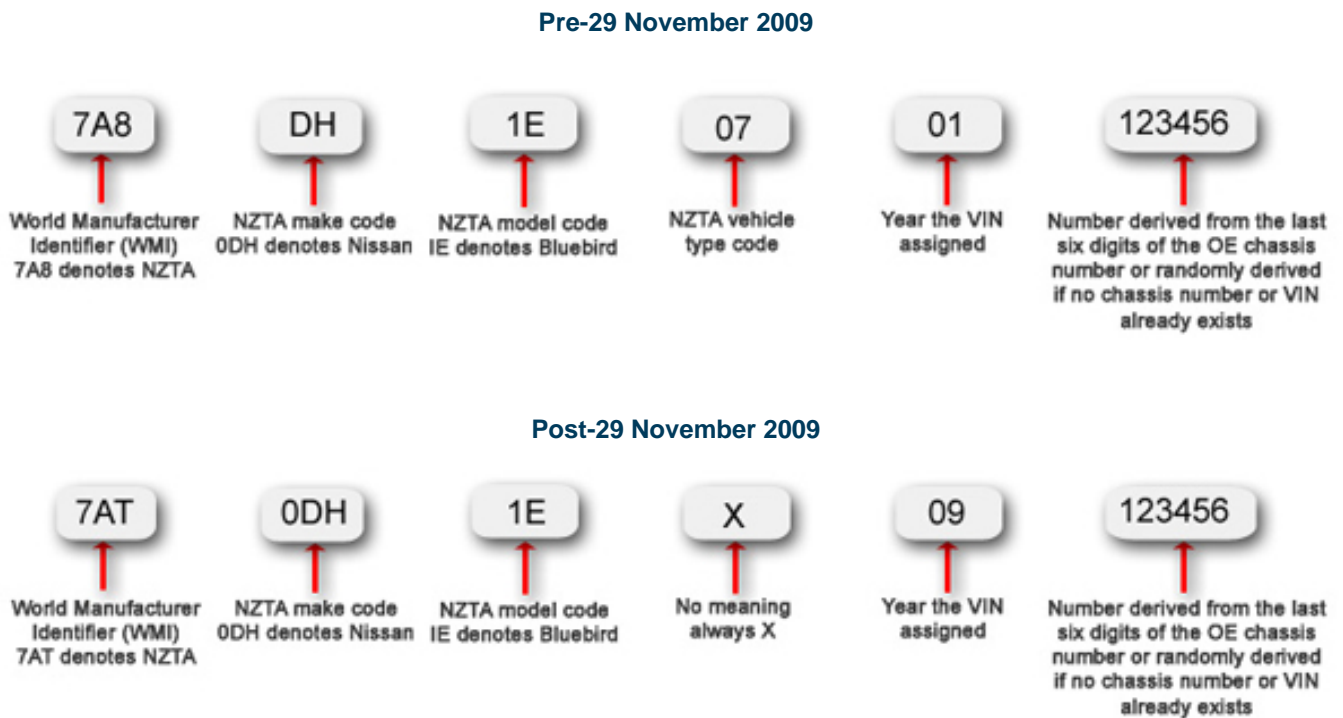 Pre-29 November 2009
7A8 DH 1E 07 01 123456
World Manufacturer
Identifier (WMI)
7A8 denotes NZTA
NZTA make code
0DH denotes Nissan
NZTA model code
IE denotes Bluebird
NZTA vehicle
type code
Year the VIN
assigned
Number derived from the last
six digits of the OE chassis
number or randomly derived
if no chassis number or VIN
already exists
Post-29 November 2009
7AT 0DH 1E X 09 123456
World Manufacturer
Identifier (WMI)
7AT denotes NZTA
NZTA make code
0DH denotes Nissan
NZTA model code
IE denotes Bluebird
No meaning
always X
Year the VIN
assigned
Number derived from the last
six digits of the OE chassis
number or randomly derived
if no chassis number or VIN
already exists